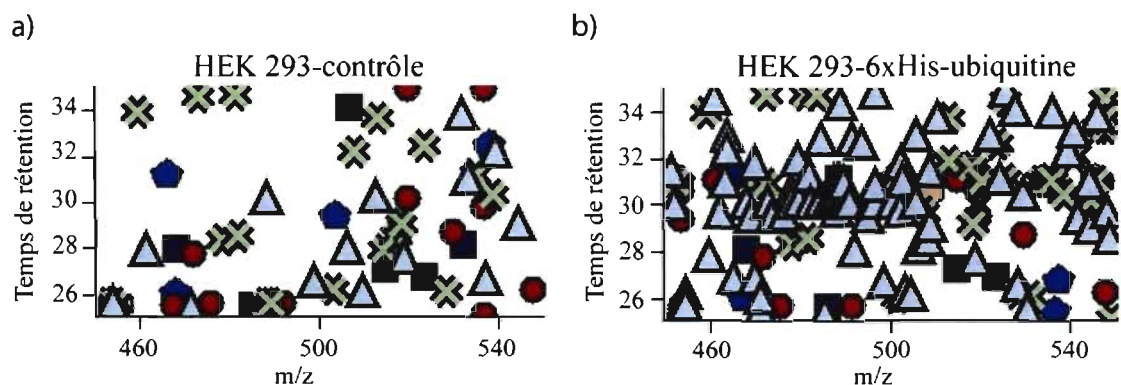 a)
HEK 293-contrôle
Temps de rétention
34
32
30
28
26
460
500
540
m/z
b)
HEK 293-6xHis-ubiquitine
Temps de rétention
34
32
30
28
26
460
500
540
m/z